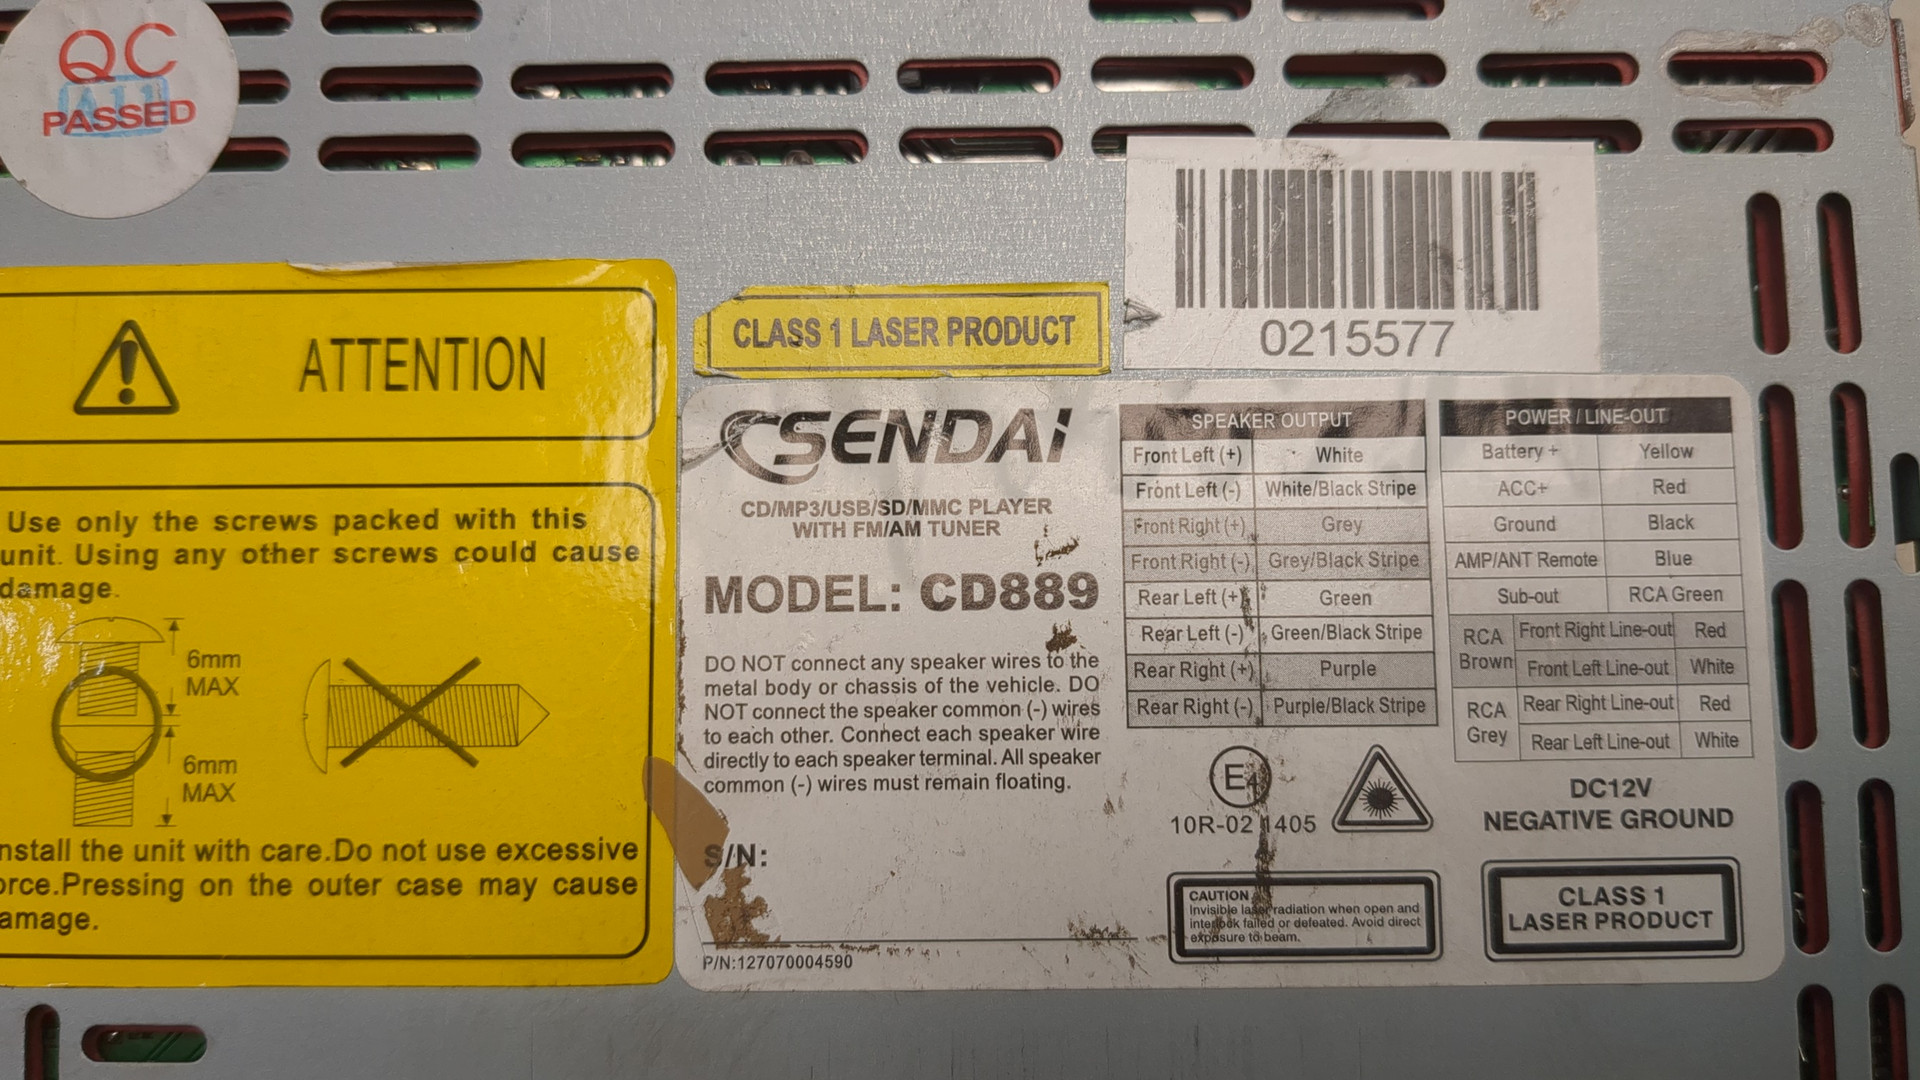 QC
A11
PASSED
ATTENTION
Use only the screws packed with this
unit. Using any other screws could cause
damage.
6mm
MAX
6mm
MAX
nstall the unit with care.Do not use excessive
orce.Pressing on the outer case may cause
amage.
CLASS 1 LASER PRODUCT
0215577
SENDAI
CD/MP3/USB/SD/MMC PLAYER
WITH FM/AM TUNER
MODEL: CD889
DO NOT connect any speaker wires to the
metal body or chassis of the vehicle. DO
NOT connect the speaker common (-) wires
to each other. Connect each speaker wire
directly to each speaker terminal. All speaker
common (-) wires must remain floating.
S/N:
P/N:127070004590
SPEAKER OUTPUT
Front Left (+) White
Front Left (-) White/Black Stripe
Front Right (+) Grey
Front Right (-) Grey/Black Stripe
Rear Left (+) Green
Rear Left (-) Green/Black Stripe
Rear Right (+) Purple
Rear Right (-) Purple/Black Stripe
E4
10R-02 1405
CAUTION
Invisible laser radiation when open and
interlock failed or defeated. Avoid direct
exposure to beam.
POWER / LINE-OUT
Battery + Yellow
ACC+ Red
Ground Black
AMP/ANT Remote Blue
Sub-out RCA Green
RCA Brown Front Right Line-out Red
Front Left Line-out White
RCA Grey Rear Right Line-out Red
Rear Left Line-out White
DC12V
NEGATIVE GROUND
CLASS 1
LASER PRODUCT